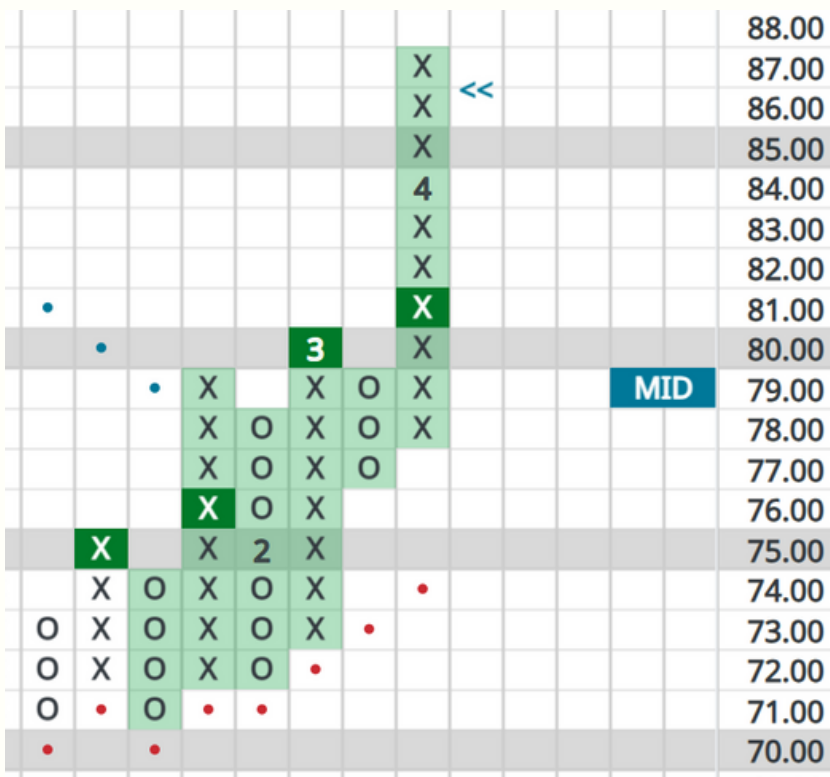 88.00
X 87.00
X << 86.00
X 85.00
4 84.00
X 83.00
X 82.00
X 81.00
3 X 80.00
X X O X MID 79.00
X O X O X 78.00
X O X O 77.00
X O X 76.00
X X 2 X 75.00
X O X O X 74.00
O X O X O X 73.00
O X O X O 72.00
O O 71.00
70.00